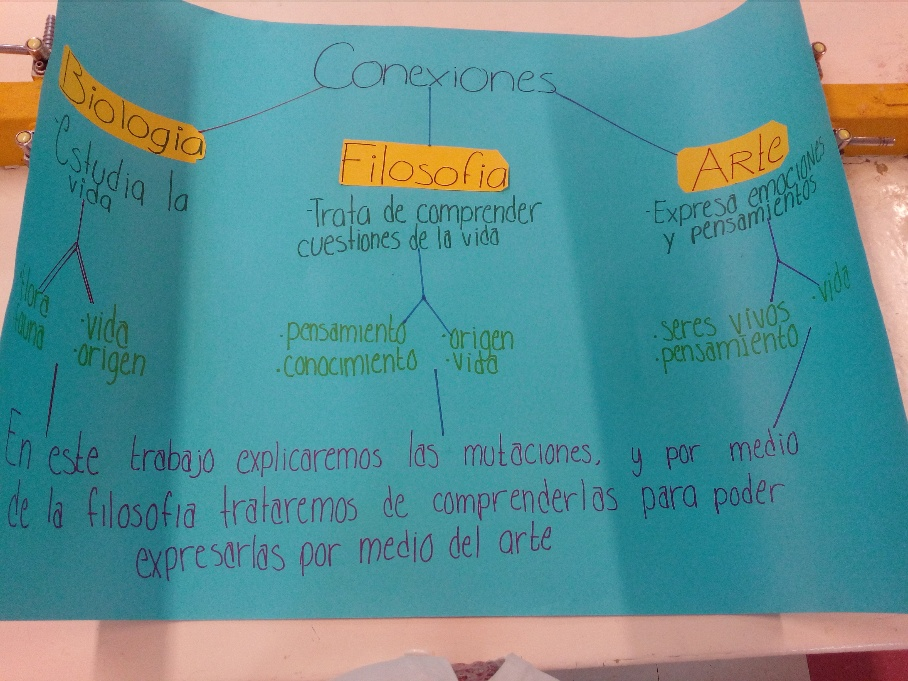 Conexiones
Biologia
Estudia la
vida
flora
fauna
·vida
·origen
Filosofia
-Trata de comprender
cuestiones de la vida
·pensamiento
·conocimiento
·origen
·vida
Arte
-Expresa emociones
y pensamientos
·seres vivos
·pensamiento
·vida
En este trabajo explicaremos las mutaciones, y por medio
de la filosofia trataremos de comprenderlas para poder
expresarlas por medio del arte